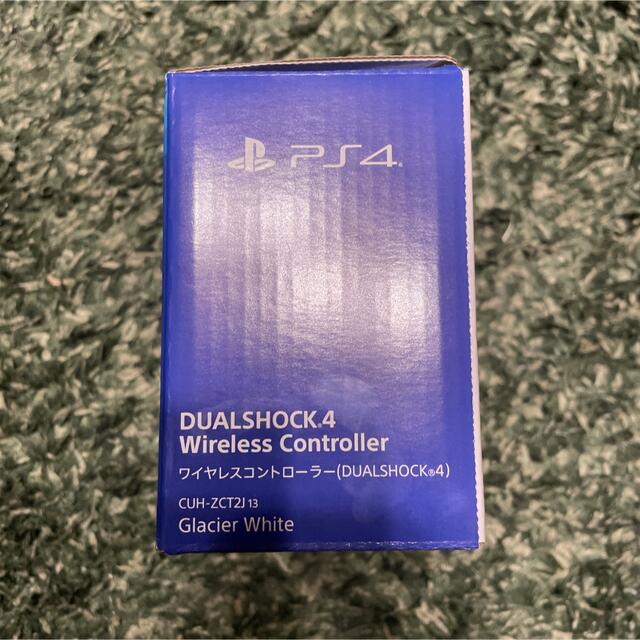 PS4®
DUALSHOCK®4
Wireless Controller
ワイヤレスコントローラー(DUALSHOCK®4)
CUH-ZCT2J 13
Glacier White